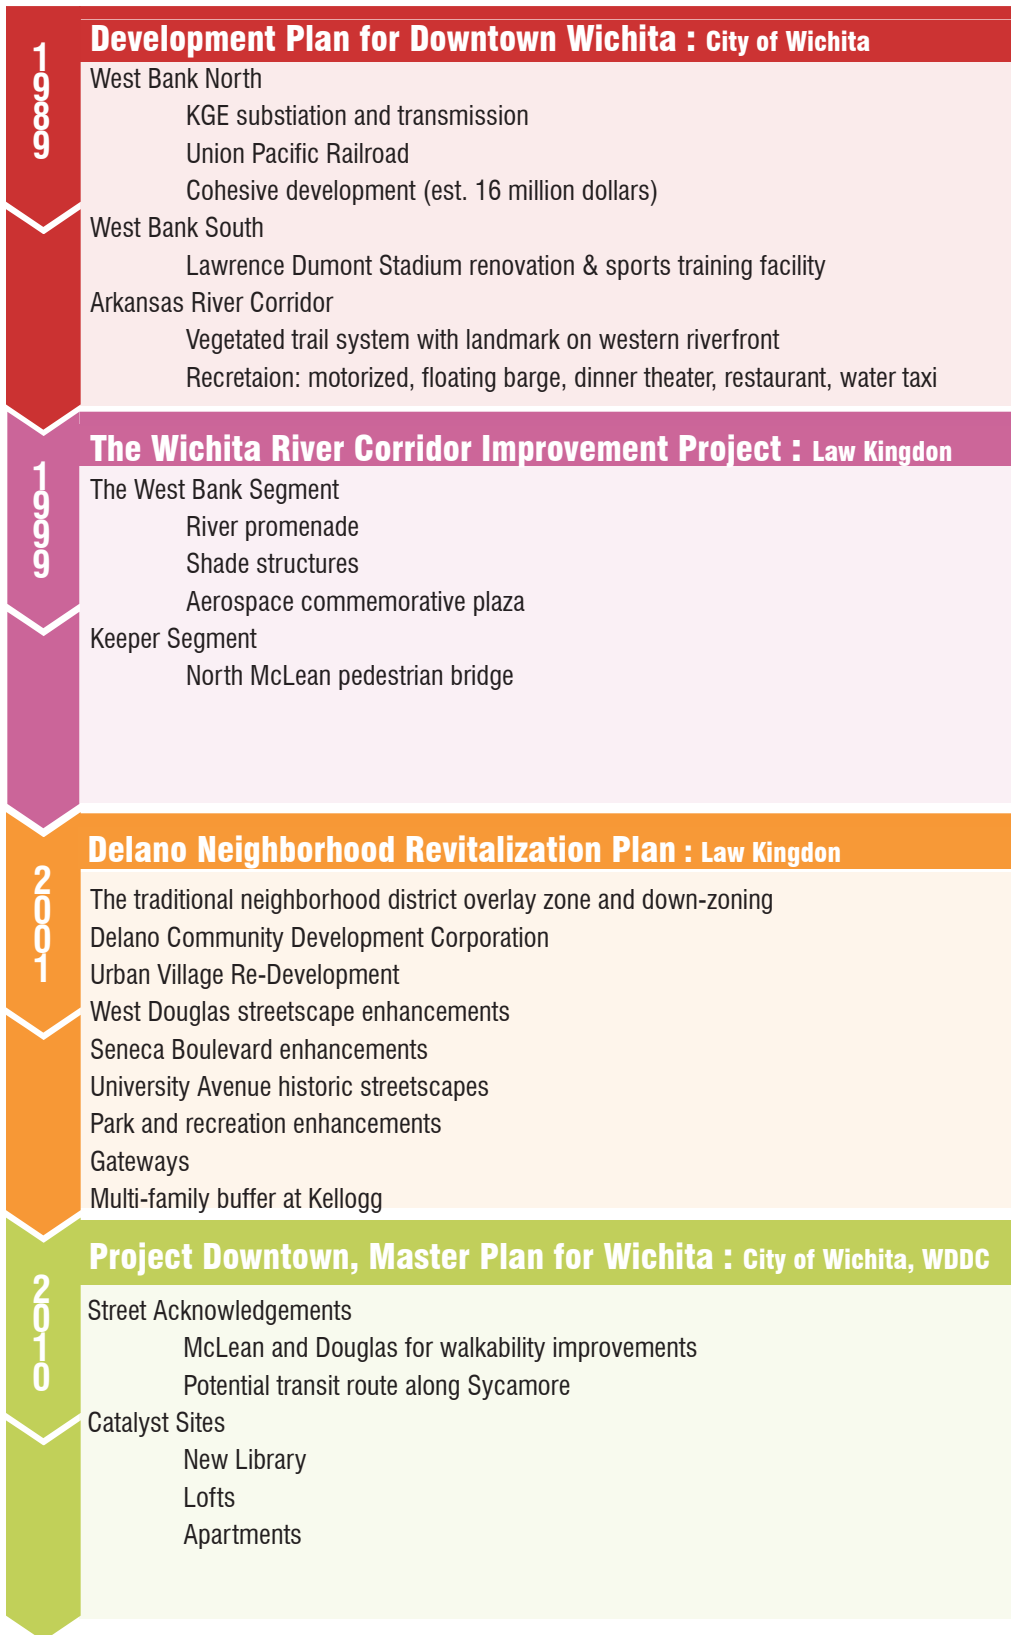 1989
Development Plan for Downtown Wichita : City of Wichita
West Bank North
KGE substiation and transmission
Union Pacific Railroad
Cohesive development (est. 16 million dollars)
West Bank South
Lawrence Dumont Stadium renovation & sports training facility
Arkansas River Corridor
Vegetated trail system with landmark on western riverfront
Recretaion: motorized, floating barge, dinner theater, restaurant, water taxi
1999
The Wichita River Corridor Improvement Project : Law Kingdon
The West Bank Segment
River promenade
Shade structures
Aerospace commemorative plaza
Keeper Segment
North McLean pedestrian bridge
2001
Delano Neighborhood Revitalization Plan : Law Kingdon
The traditional neighborhood district overlay zone and down-zoning
Delano Community Development Corporation
Urban Village Re-Development
West Douglas streetscape enhancements
Seneca Boulevard enhancements
University Avenue historic streetscapes
Park and recreation enhancements
Gateways
Multi-family buffer at Kellogg
2010
Project Downtown, Master Plan for Wichita : City of Wichita, WDDC
Street Acknowledgements
McLean and Douglas for walkability improvements
Potential transit route along Sycamore
Catalyst Sites
New Library
Lofts
Apartments